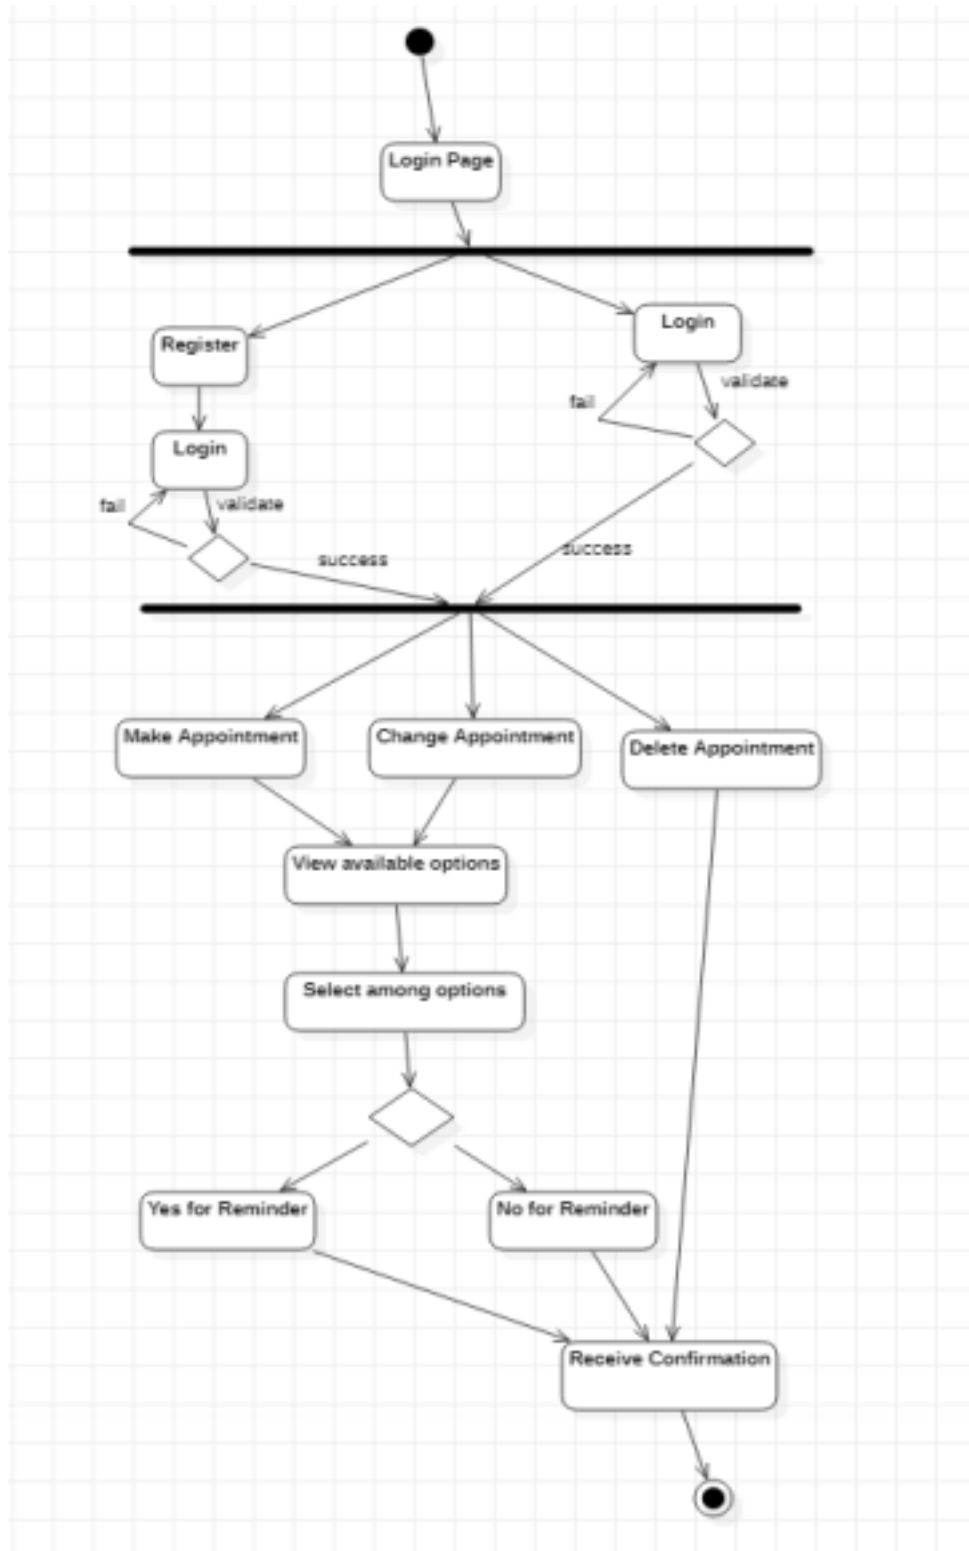 Login Page
Login
Register
validate
fail
Login
fail
validate
success
success
Make Appointment
Change Appointment
Delete Appointment
View available options
Select among options
Yes for Reminder
No for Reminder
Receive Confirmation